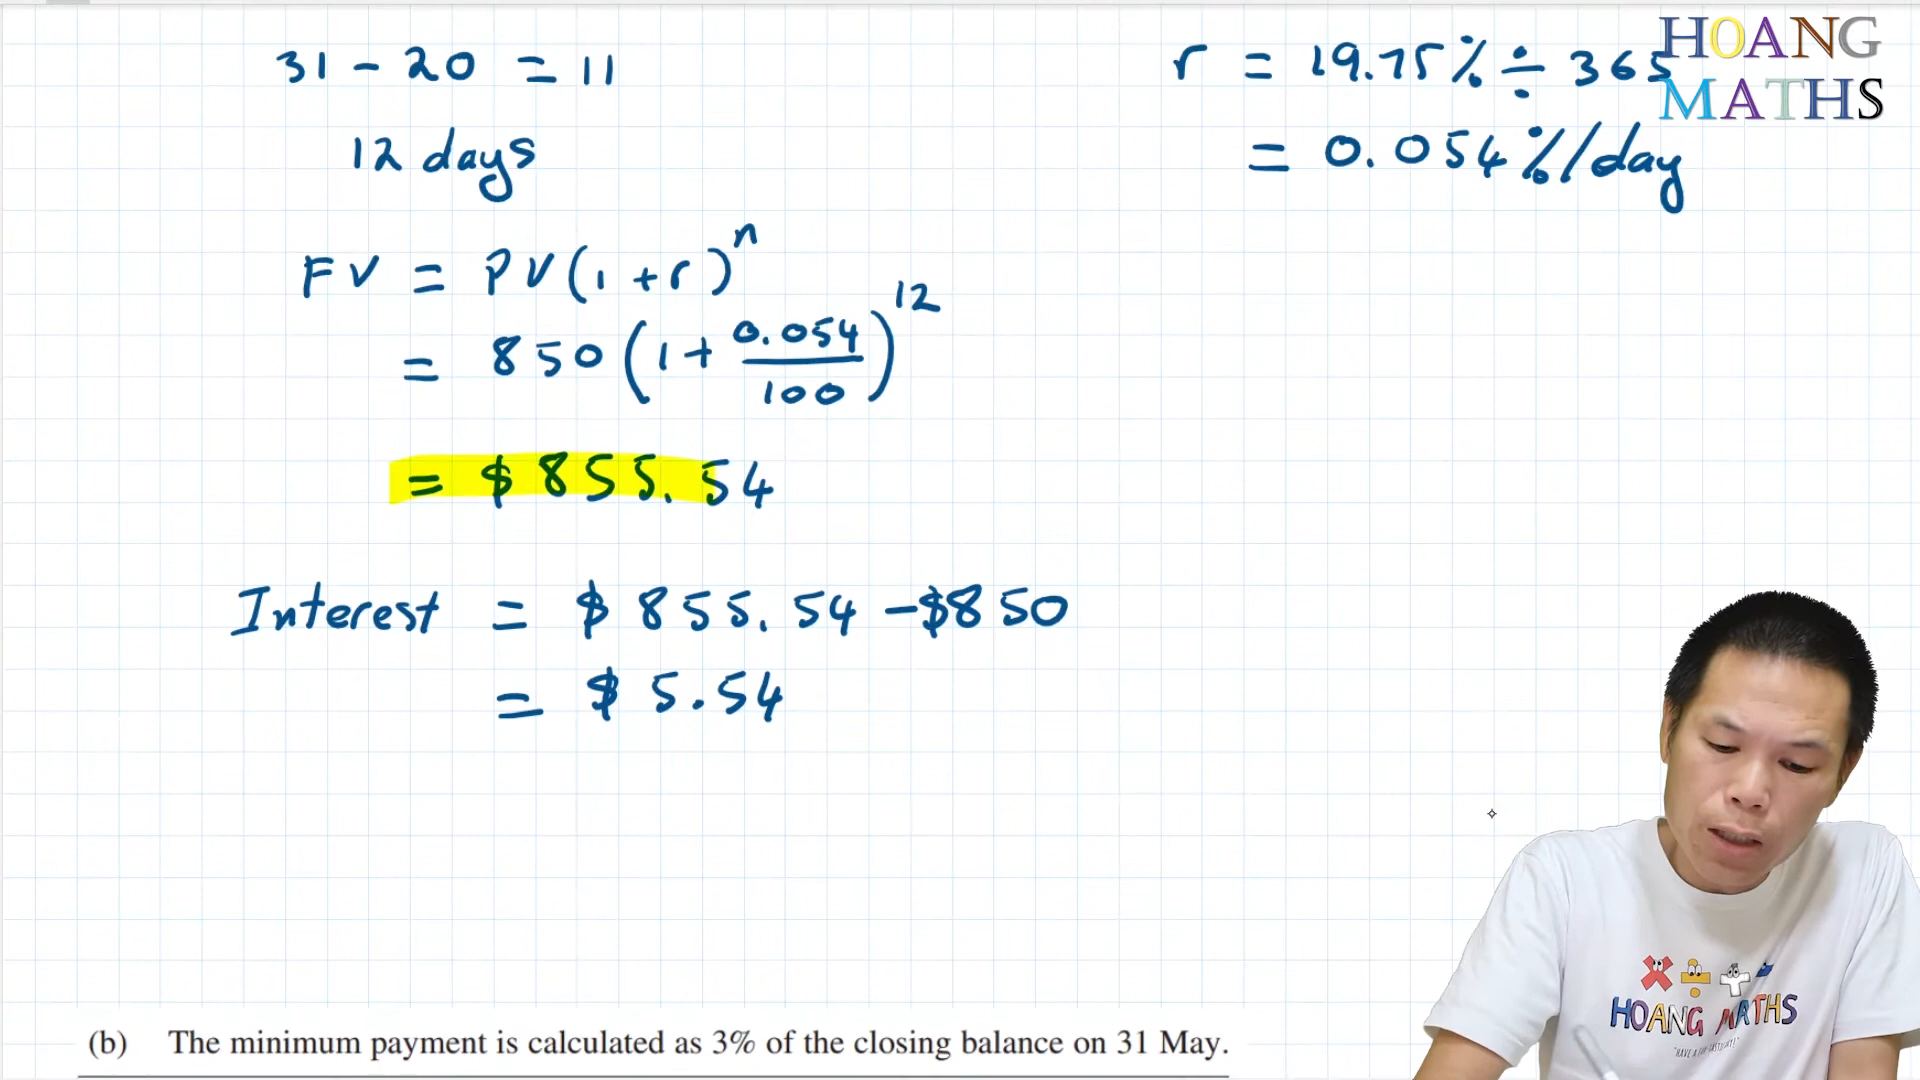 31 - 20 = 11
12 days
r = 19.75% ÷ 365
= 0.054%/day
HOANG
MATHS
FV = PV(1 + r)^n
= 850(1 + 0.054/100)^12
= $855.54
Interest = $855.54 - $850
= $5.54
HOANG MATHS
(b) The minimum payment is calculated as 3% of the closing balance on 31 May.